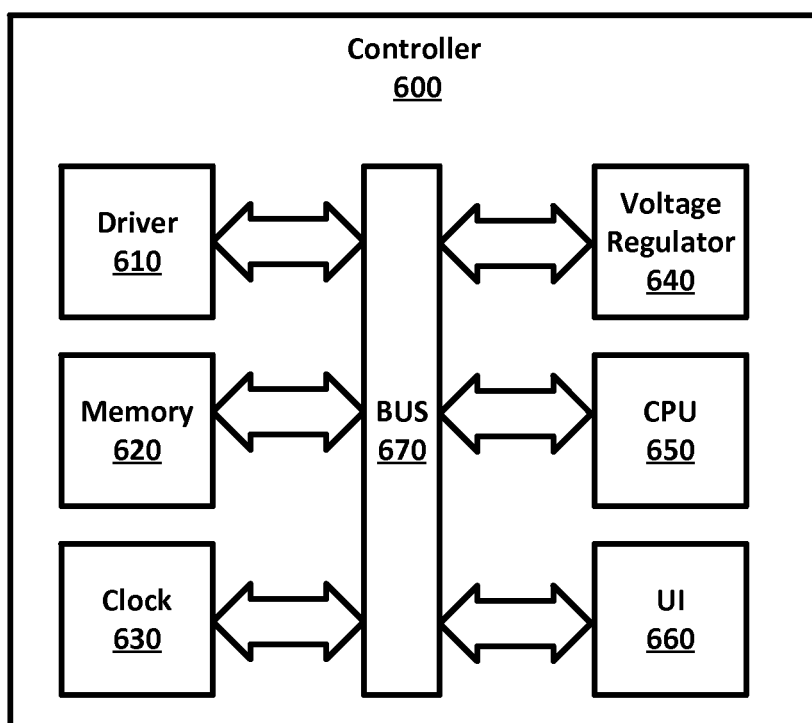 Controller
600
Driver
610
Memory
620
Clock
630
BUS
670
Voltage
Regulator
640
CPU
650
UI
660